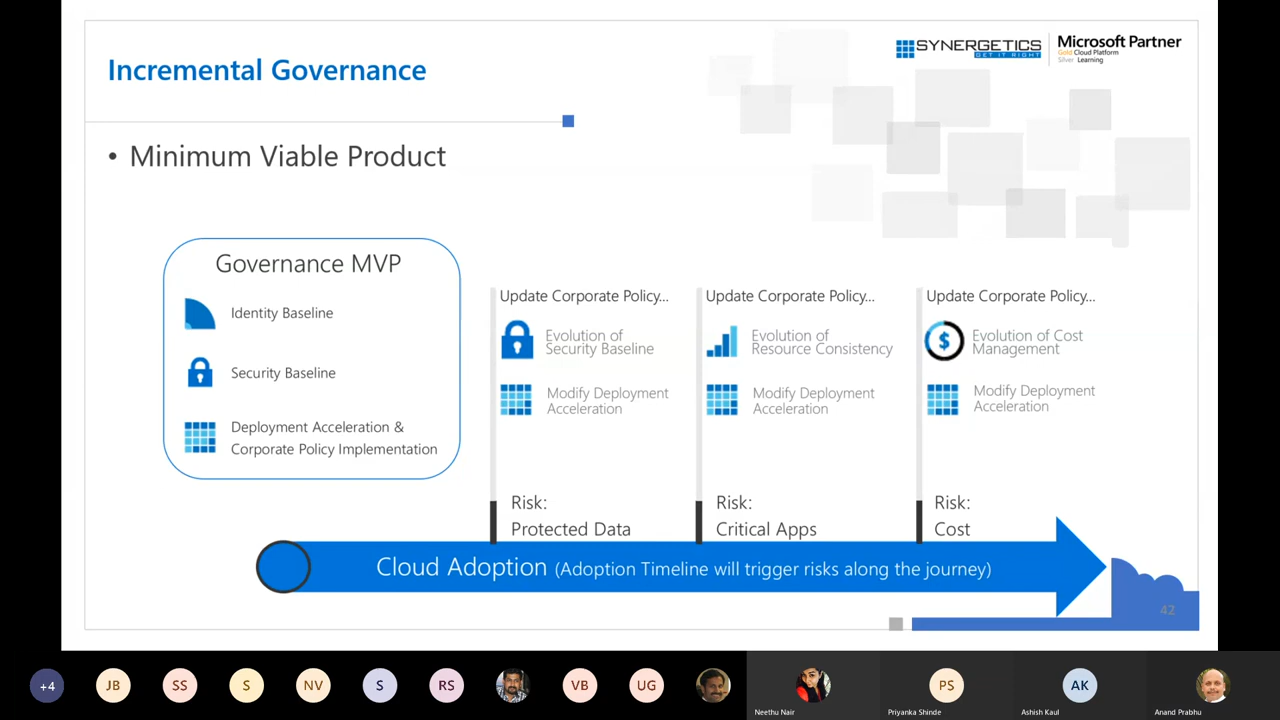 Incremental Governance
SYNERGETICS
GET IT RIGHT
Microsoft Partner
Gold Cloud Platform
Silver Learning
• Minimum Viable Product
Governance MVP
Identity Baseline
Security Baseline
Deployment Acceleration &
Corporate Policy Implementation
Update Corporate Policy...
Evolution of
Security Baseline
Modify Deployment
Acceleration
Risk:
Protected Data
Update Corporate Policy...
Evolution of
Resource Consistency
Modify Deployment
Acceleration
Risk:
Critical Apps
Update Corporate Policy...
$
Evolution of Cost
Management
Modify Deployment
Acceleration
Risk:
Cost
Cloud Adoption (Adoption Timeline will trigger risks along the journey)
42
+4
JB
SS
S
NV
S
RS
VB
UG
Neethu Nair
PS
Priyanka Shinde
AK
Ashish Kaul
Anand Prabhu